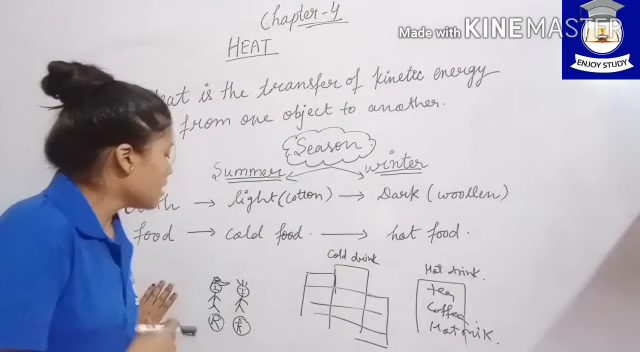 Chapter-4
Made with KINEMASTER
HEAT
ENJOY STUDY
eat is the transfer of kinetic energy
from one object to another.
Season
Summer winter
th → light (cotton) → Dark (woollen)
food → cold food → hot food.
Cold drink
Hot drink.
tea
Coffee